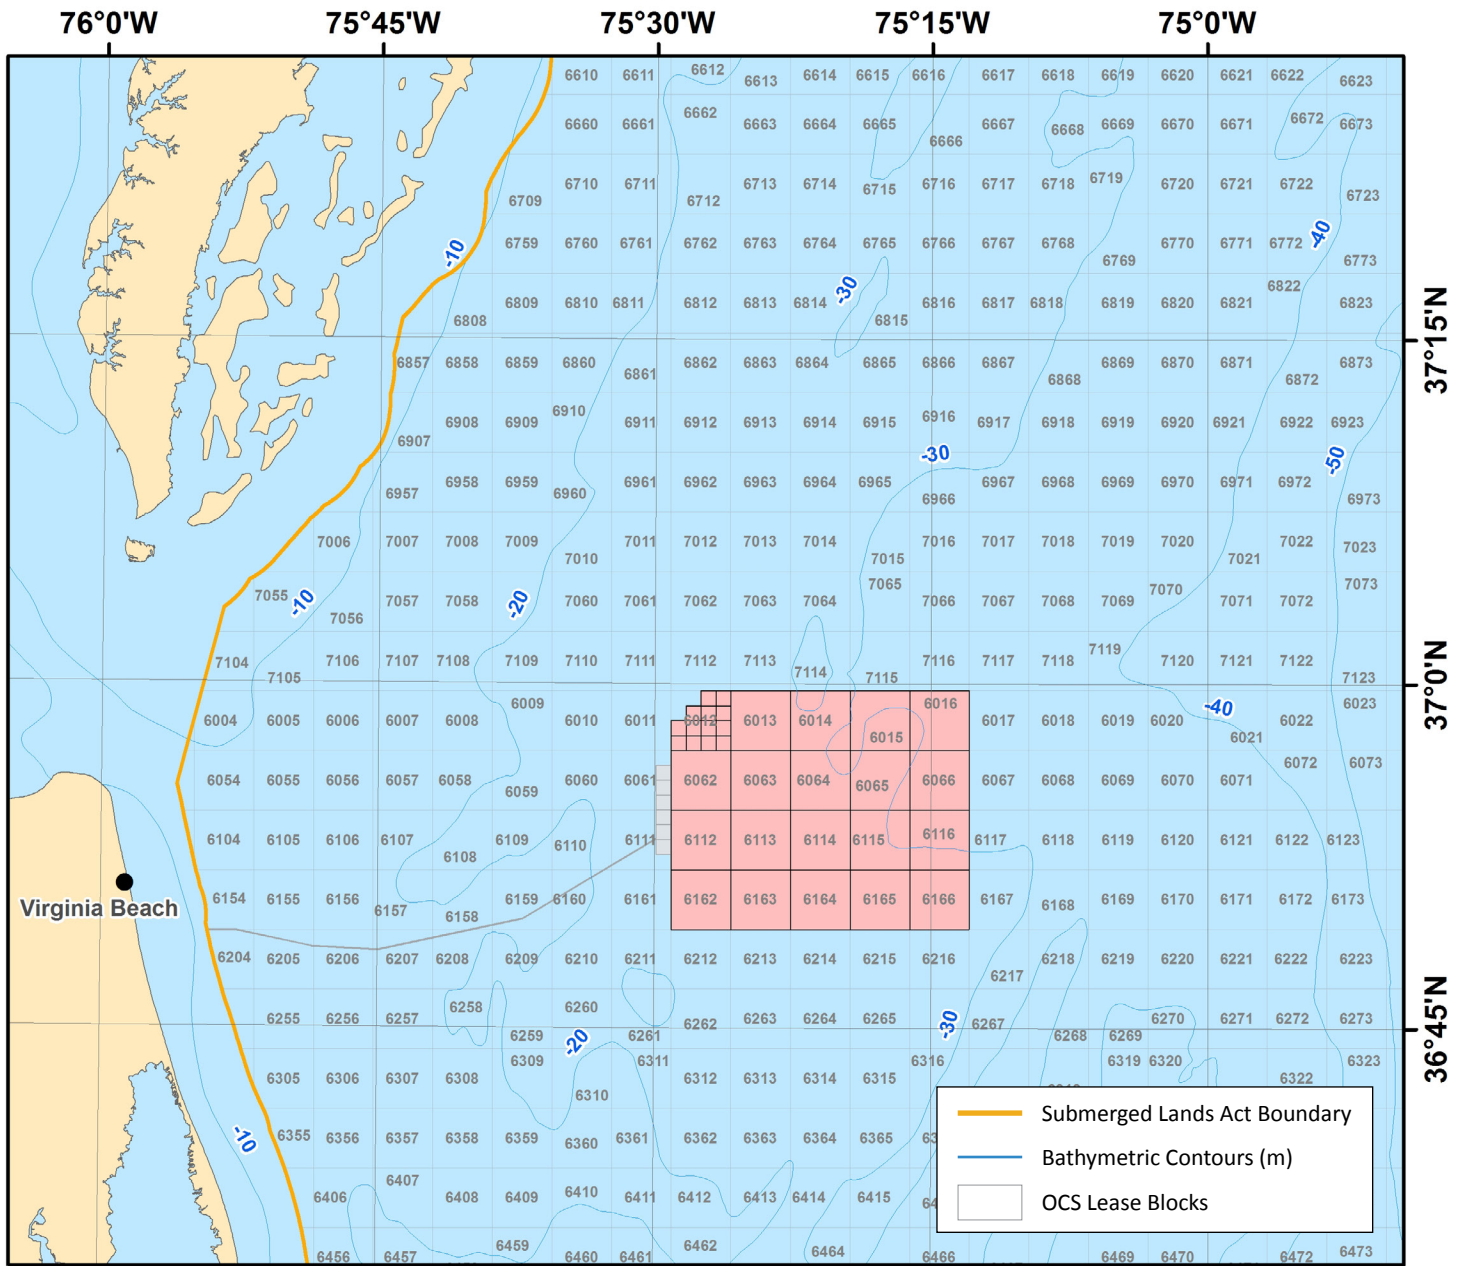 76°0'W 75°45'W 75°30'W 75°15'W 75°0'W
6610 6611 6612 6613 6614 6615 6616 6617 6618 6619 6620 6621 6622 6623
6660 6661 6662 6663 6664 6665 6666 6667 6668 6669 6670 6671 6672 6673
6709 6710 6711 6712 6713 6714 6715 6716 6717 6718 6719 6720 6721 6722 6723
-10 6759 6760 6761 6762 6763 6764 6765 6766 6767 6768 6769 6770 6771 6772 -40 6773
6808 6809 6810 6811 6812 6813 6814 -30 6815 6816 6817 6818 6819 6820 6821 6822 6823
37°15'N
6857 6858 6859 6860 6861 6862 6863 6864 6865 6866 6867 6868 6869 6870 6871 6872 6873
6907 6908 6909 6910 6911 6912 6913 6914 6915 6916 6917 6918 6919 6920 6921 6922 6923
-30 -50
6957 6958 6959 6960 6961 6962 6963 6964 6965 6966 6967 6968 6969 6970 6971 6972 6973
7006 7007 7008 7009 7010 7011 7012 7013 7014 7015 7016 7017 7018 7019 7020 7021 7022 7023
7055 -10 7056 7057 7058 -20 7060 7061 7062 7063 7064 7065 7066 7067 7068 7069 7070 7071 7072 7073
7104 7105 7106 7107 7108 7109 7110 7111 7112 7113 7114 7115 7116 7117 7118 7119 7120 7121 7122 7123
37°0'N
6004 6005 6006 6007 6008 6009 6010 6011 6012 6013 6014 6015 6016 6017 6018 6019 6020 -40 6021 6022 6023
6054 6055 6056 6057 6058 6059 6060 6061 6062 6063 6064 6065 6066 6067 6068 6069 6070 6071 6072 6073
6104 6105 6106 6107 6108 6109 6110 6111 6112 6113 6114 6115 6116 6117 6118 6119 6120 6121 6122 6123
Virginia Beach
6154 6155 6156 6157 6158 6159 6160 6161 6162 6163 6164 6165 6166 6167 6168 6169 6170 6171 6172 6173
6204 6205 6206 6207 6208 6209 6210 6211 6212 6213 6214 6215 6216 6217 6218 6219 6220 6221 6222 6223
6255 6256 6257 6258 6259 6260 6261 6262 6263 6264 6265 -30 6267 6268 6269 6270 6271 6272 6273
36°45'N
-20
6305 6306 6307 6308 6309 6310 6311 6312 6313 6314 6315 6316 6319 6320 6322 6323
-10 6355 6356 6357 6358 6359 6360 6361 6362 6363 6364 6365
6406 6407 6408 6409 6410 6411 6412 6413 6414 6415
6456 6457 6459 6460 6461 6462 6464 6466 6469 6470 6472 6473
Submerged Lands Act Boundary
Bathymetric Contours (m)
OCS Lease Blocks